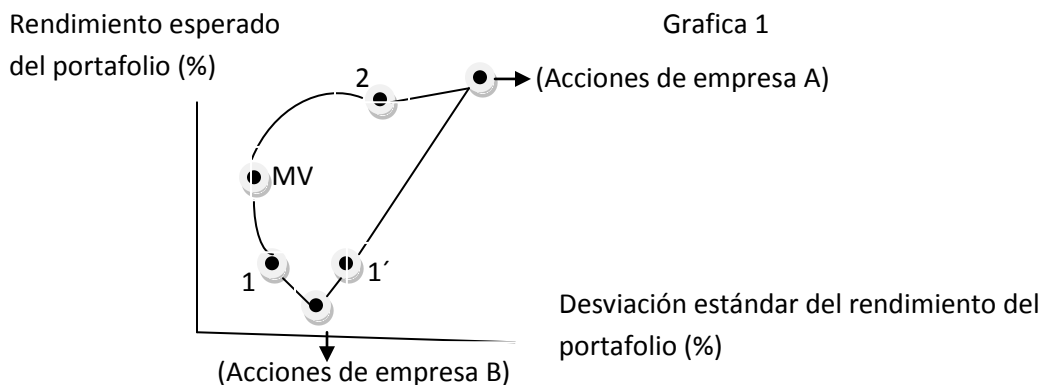 Rendimiento esperado
del portafolio (%)
Grafica 1
2
(Acciones de empresa A)
MV
1
1´
Desviación estándar del rendimiento del
portafolio (%)
(Acciones de empresa B)